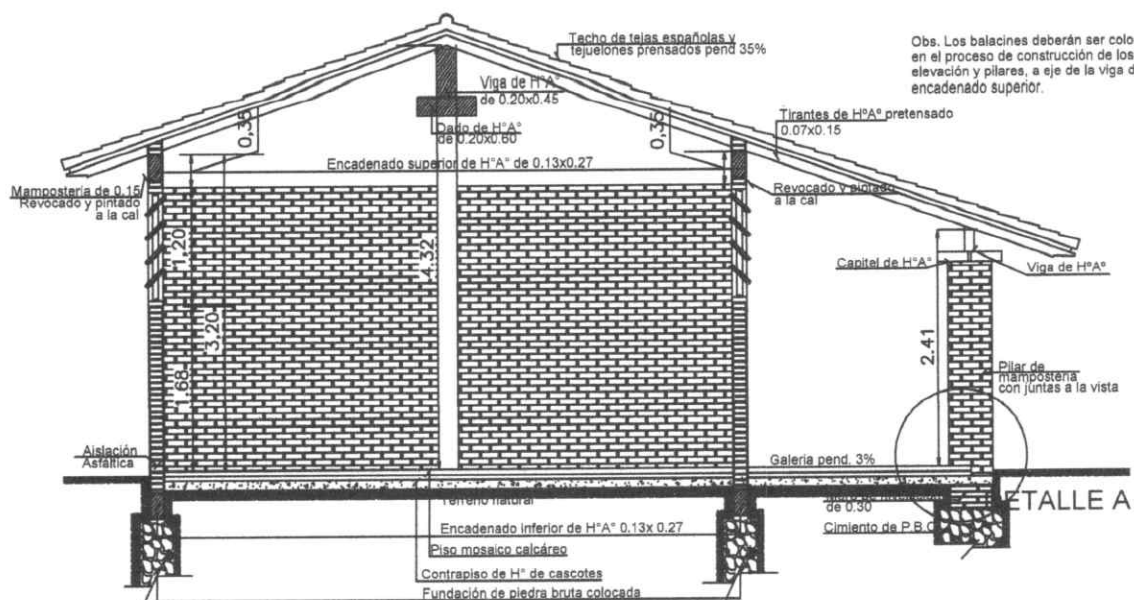 Techo de tejas españolas y
tejuelones prensados pend 35%
Obs. Los balacines deberán ser colo
en el proceso de construcción de los
elevación y pilares, a eje de la viga d
encadenado superior.
Viga de H°A°
de 0.20x0.45
Dado de H°A°
de 0.20x0.60
0,35
0,35
Tirantes de HºAº pretensado
0.07x0.15
Encadenado superior de H°A° de 0.13x0.27
Mampostería de 0.15
Revocado y pintado
a la cal
Revocado y pintado
a la cal
1,20
4.32
3,20
1.68
Capitel de H°A°
Viga de HºAº
2.41
Pilar de
mampostería
con juntas a la vista
Aislación
Asfáltica
Galería pend. 3%
Terreno natural
de 0.30
DETALLE A
Encadenado inferior de H°A° 0.13x 0.27
Cimiento de P.B.C
Piso mosaico calcáreo
Contrapiso de H° de cascotes
Fundación de piedra bruta colocada